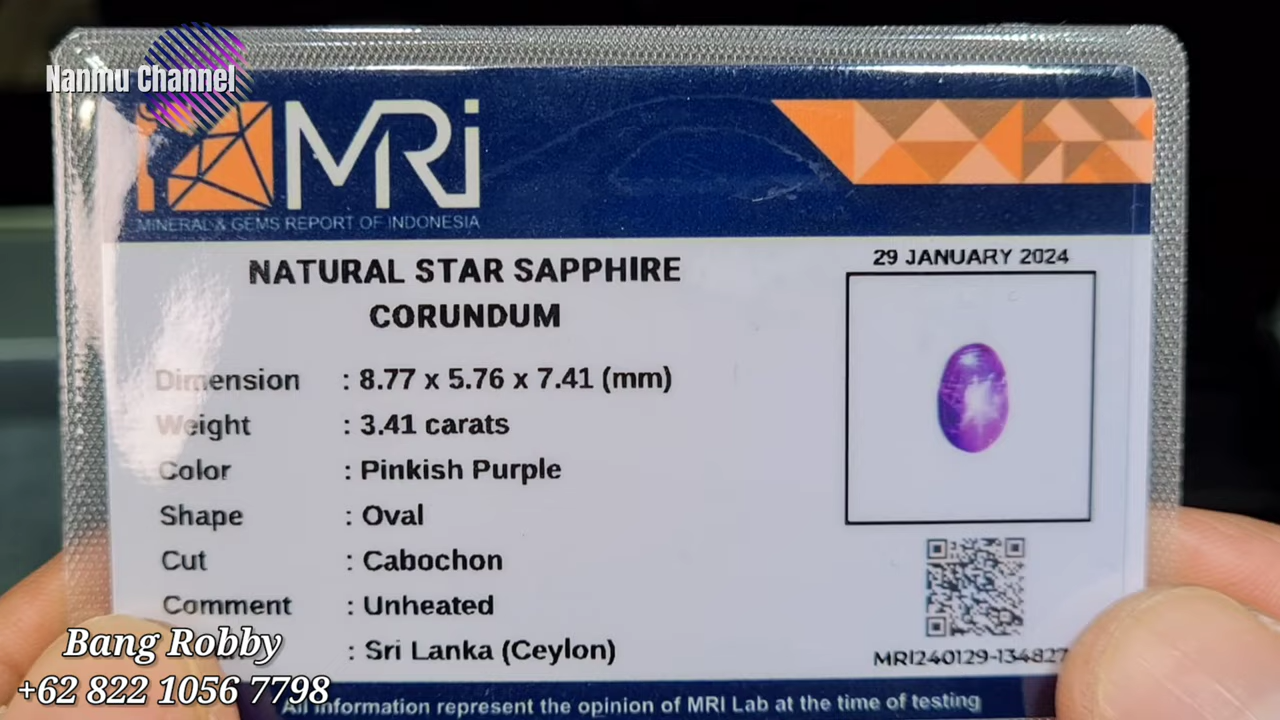 Nanmu Channel
MRi
MINERAL & GEMS REPORT OF INDONESIA
NATURAL STAR SAPPHIRE
CORUNDUM
29 JANUARY 2024
Dimension : 8.77 x 5.76 x 7.41 (mm)
Weight : 3.41 carats
Color : Pinkish Purple
Shape : Oval
Cut : Cabochon
Comment : Unheated
: Sri Lanka (Ceylon)
MRI240129-134827
Bang Robby
+62 822 1056 7798
All information represent the opinion of MRI Lab at the time of testing